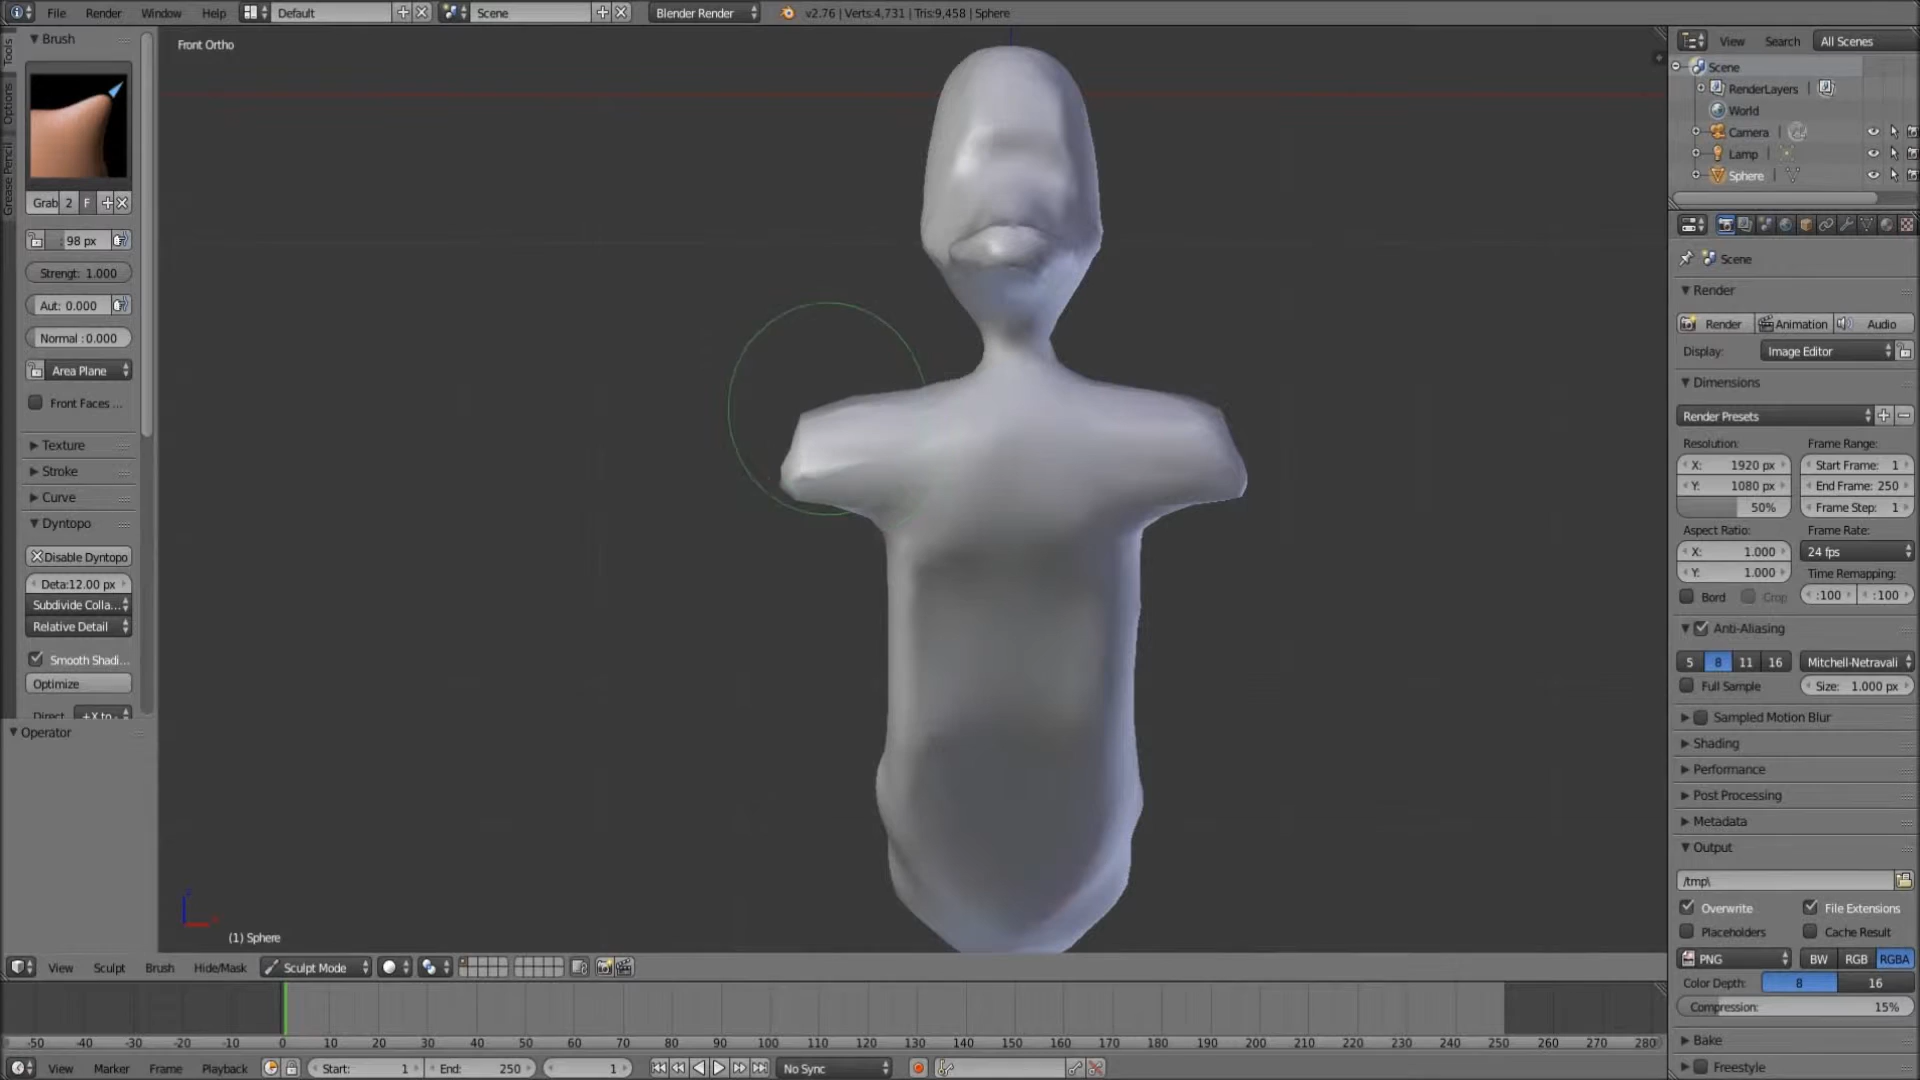 File Render Window Help Default Scene Blender Render v2.76 | Verts:4,731 | Tris:9,458 | Sphere
Tools
Options
Grease Pencil
Brush
Grab 2 F
: 98 px
Strengt: 1.000
Aut: 0.000
Normal : 0.000
Area Plane
Front Faces ...
Texture
Stroke
Curve
Dyntopo
Disable Dyntopo
Deta:12.00 px
Subdivide Colla...
Relative Detail
Smooth Shadi...
Optimize
Direct +X to -
Operator
Front Ortho
(1) Sphere
View Sculpt Brush Hide/Mask Sculpt Mode
-50 -40 -30 -20 -10 0 10 20 30 40 50 60 70 80 90 100 110 120 130 140 150 160 170 180 190 200 210 220 230 240 250 260 270 280
View Marker Frame Playback Start: 1 End: 250 1 No Sync
View Search All Scenes
Scene
RenderLayers |
World
Camera |
Lamp |
Sphere |
Scene
Render
Render Animation Audio
Display: Image Editor
Dimensions
Render Presets
Resolution: Frame Range:
X: 1920 px Start Frame: 1
Y: 1080 px End Frame: 250
50% Frame Step: 1
Aspect Ratio: Frame Rate:
X: 1.000 24 fps
Y: 1.000 Time Remapping:
Bord Crop :100 :100
Anti-Aliasing
5 8 11 16 Mitchell-Netravali
Full Sample Size: 1.000 px
Sampled Motion Blur
Shading
Performance
Post Processing
Metadata
Output
/tmp\
Overwrite File Extensions
Placeholders Cache Result
PNG BW RGB RGBA
Color Depth: 8 16
Compression: 15%
Bake
Freestyle